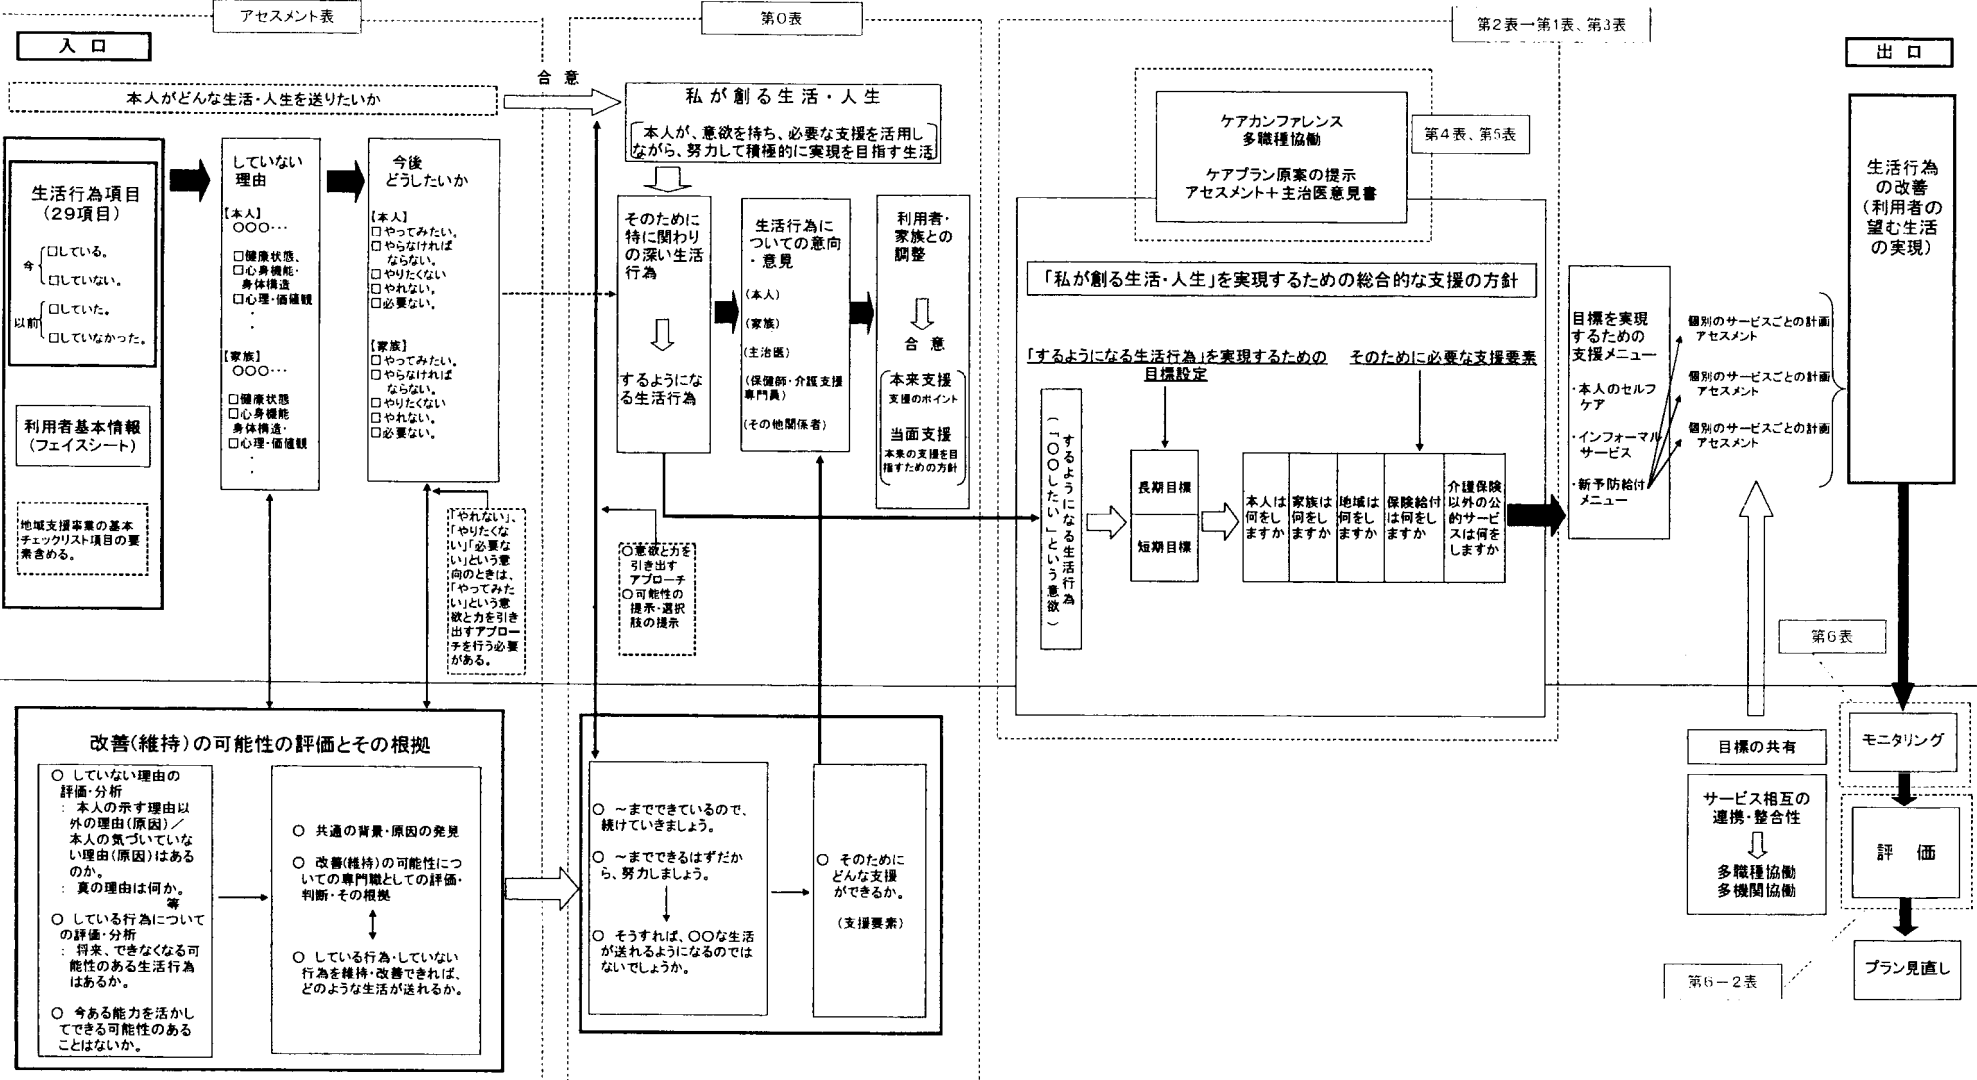 アセスメント表
入　口
本人がどんな生活・人生を送りたいか
合　意
生活行為項目
(29項目)
今
□している。
□していない。
以前
□していた。
□していなかった。
利用者基本情報
(フェイスシート)
地域支援事業の基本
チェックリスト項目の要
素含める。
していない
理由
【本人】
○○○…
□健康状態、
□心身機能・
身体構造
□心理・価値観
・
・
【家族】
○○○…
□健康状態
□心身機能
身体構造・
□心理・価値観
・
今後
どうしたいか
【本人】
□やってみたい。
□やらなければ
ならない。
□やりたくない
□やれない。
□必要ない。
【家族】
□やってみたい。
□やらなければ
ならない。
□やりたくない
□やれない。
□必要ない。
「やれない」、
「やりたくな
い」「必要な
い」という意
向のときは、
「やってみた
い」という意
欲と力を引き
出すアプロー
チを行う必要
がある。
改善(維持)の可能性の評価とその根拠
○ していない理由の
評価・分析
： 本人の示す理由以
外の理由(原因)／
本人の気づいていな
い理由(原因)はある
のか。
： 真の理由は何か。
等
○ している行為について
の評価・分析
： 将来、できなくなる可
能性のある生活行為
はあるか。
○ 今ある能力を活かし
てできる可能性のある
ことはないか。
○ 共通の背景・原因の発見
○ 改善(維持)の可能性につ
いての専門職としての評価・
判断・その根拠
○ している行為・していない
行為を維持・改善できれば、
どのような生活が送れるか。
第0表
私が創る生活・人生
本人が、意欲を持ち、必要な支援を活用し
ながら、努力して積極的に実現を目指す生活
そのために
特に関わり
の深い生活
行為
するようにな
る生活行為
生活行為に
ついての意向
・意見
(本人)
(家族)
(主治医)
(保健師・介護支援
専門員)
(その他関係者)
利用者・
家族との
調整
合　意
本来支援
支援のポイント
当面支援
本来の支援を目
指すための方針
○意欲と力を
引き出す
アプローチ
○可能性の
提示・選択
肢の提示
○ ～までできているので、
続けていきましょう。
○ ～までできるはずだか
ら、努力しましょう。
○ そうすれば、○○な生活
が送れるようになるのでは
ないでしょうか。
○ そのために
どんな支援
ができるか。
(支援要素)
第2表→第1表、第3表
ケアカンファレンス
多職種協働
ケアプラン原案の提示
アセスメント＋主治医意見書
第4表、第5表
「私が創る生活・人生」を実現するための総合的な支援の方針
「するようになる生活行為」を実現するための
目標設定
そのために必要な支援要素
するようになる生活行為
(「○○したい」という意欲)
長期目標
短期目標
本人は
何をし
ますか
家族は
何をし
ますか
地域は
何をし
ますか
保険給付
は何をし
ますか
介護保険
以外の公
的サービ
スは何を
しますか
目標を実現
するための
支援メニュー
・本人のセルフ
ケア
・インフォーマル
サービス
・新予防給付
メニュー
個別のサービスごとの計画
アセスメント
個別のサービスごとの計画
アセスメント
個別のサービスごとの計画
アセスメント
目標の共有
サービス相互の
連携・整合性
多職種協働
多機関協働
出　口
生活行為
の改善
(利用者の
望む生活
の実現)
第6表
モニタリング
評　価
第6－2表
プラン見直し